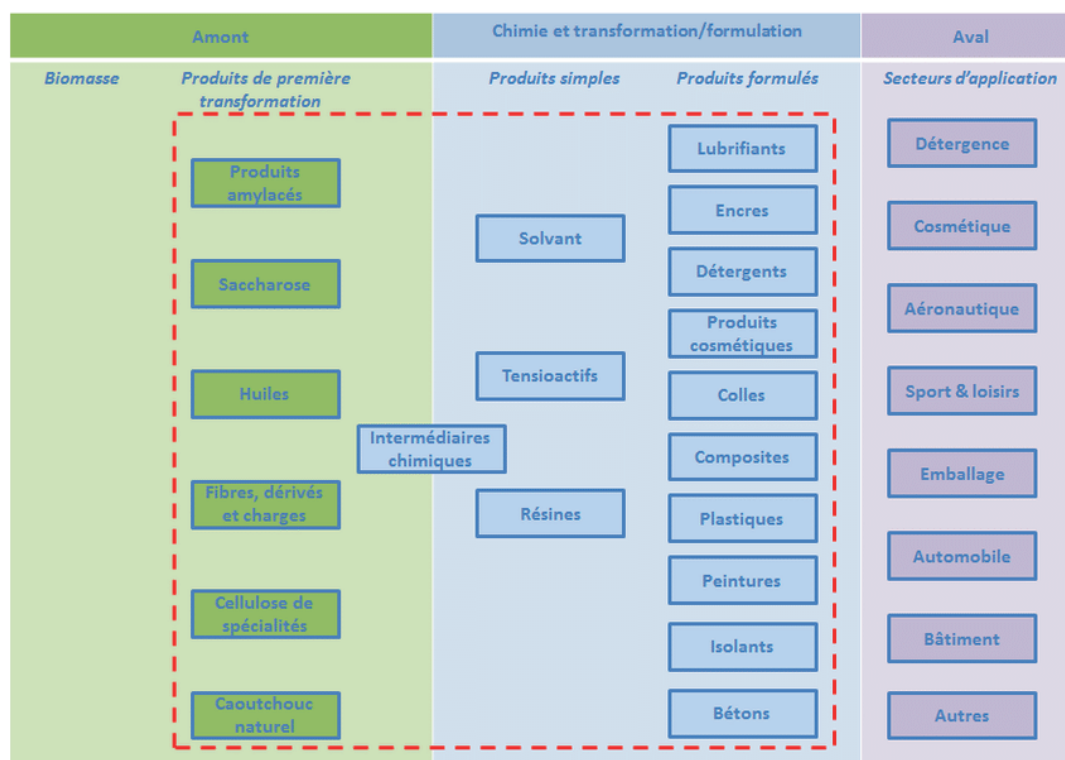 Amont
Chimie et transformation/formulation
Aval
Biomasse
Produits de première
transformation
Produits simples
Produits formulés
Secteurs d'application
Produits
amylacés
Saccharose
Huiles
Fibres, dérivés
et charges
Cellulose de
spécialités
Caoutchouc
naturel
Intermédiaires
chimiques
Solvant
Tensioactifs
Résines
Lubrifiants
Encres
Détergents
Produits
cosmétiques
Colles
Composites
Plastiques
Peintures
Isolants
Bétons
Détergence
Cosmétique
Aéronautique
Sport & loisirs
Emballage
Automobile
Bâtiment
Autres